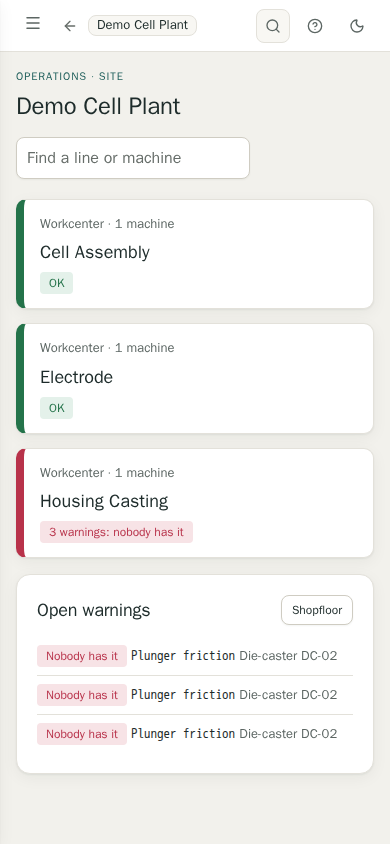 Demo Cell Plant
OPERATIONS · SITE
Demo Cell Plant
Find a line or machine
Workcenter · 1 machine
Cell Assembly
OK
Workcenter · 1 machine
Electrode
OK
Workcenter · 1 machine
Housing Casting
3 warnings: nobody has it
Open warnings
Shopfloor
Nobody has it Plunger friction Die-caster DC-02
Nobody has it Plunger friction Die-caster DC-02
Nobody has it Plunger friction Die-caster DC-02